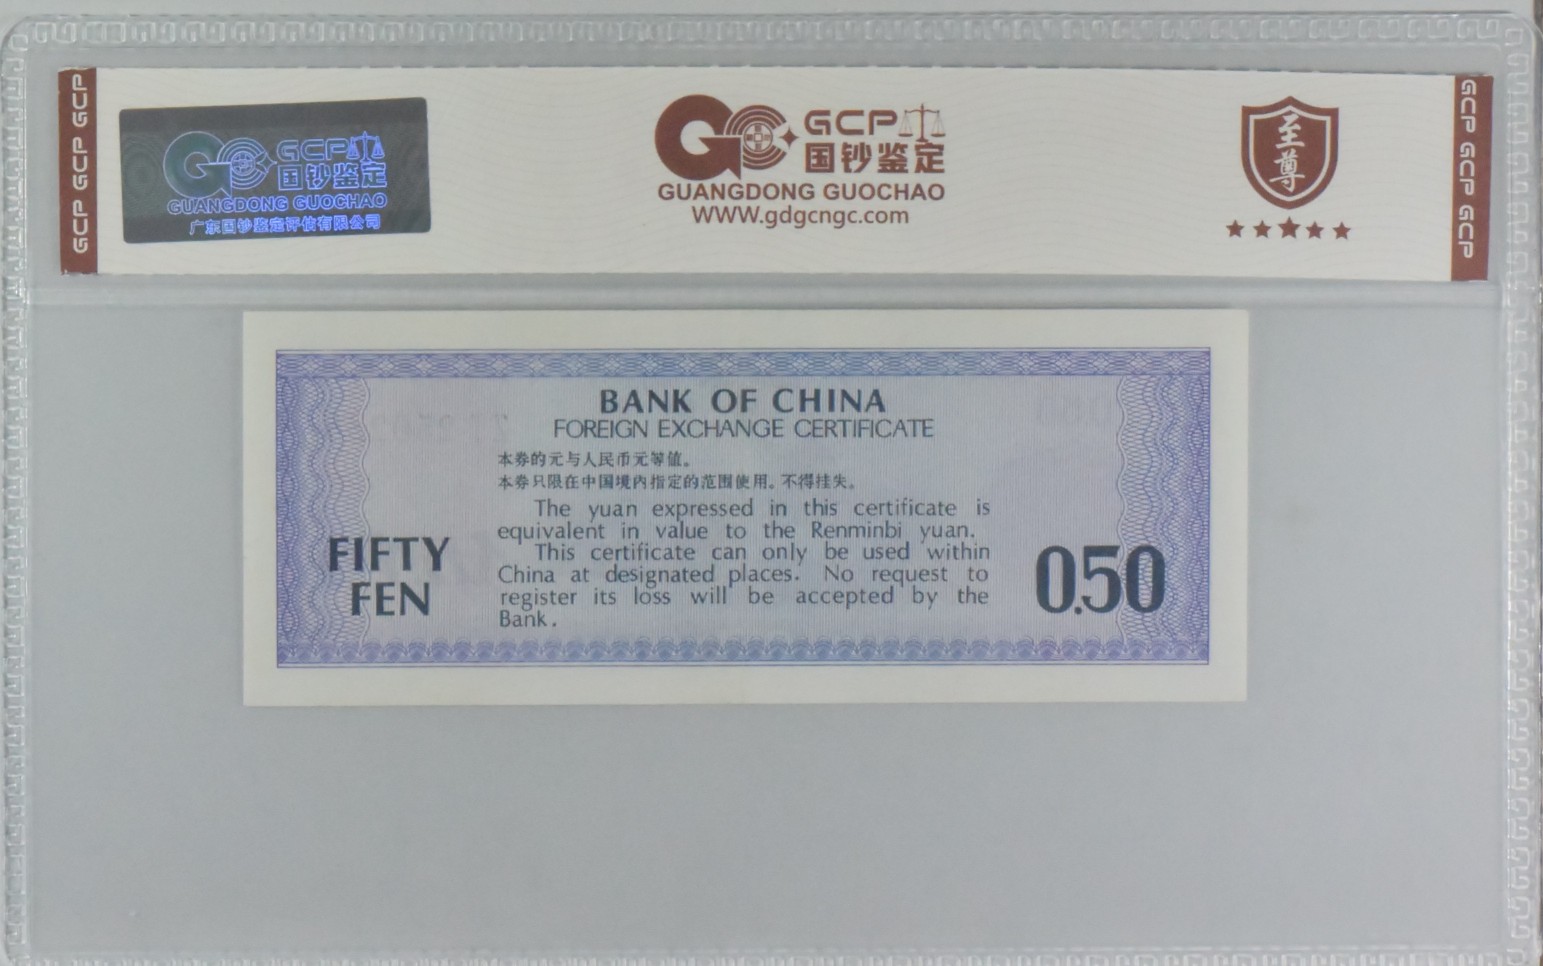 GCP GCP GCP
GCP
国钞鉴定
GUANGDONG GUOCHAO
广东国钞鉴定评估有限公司
GCP
国钞鉴定
GUANGDONG GUOCHAO
WWW.gdgcngc.com
至尊
GCP GCP GCP
BANK OF CHINA
FOREIGN EXCHANGE CERTIFICATE
本券的元与人民币元等值。
本券只限在中国境内指定的范围使用。不得挂失。
The yuan expressed in this certificate is
equivalent in value to the Renminbi yuan.
This certificate can only be used within
China at designated places. No request to
register its loss will be accepted by the
Bank.
FIFTY
FEN
0.50